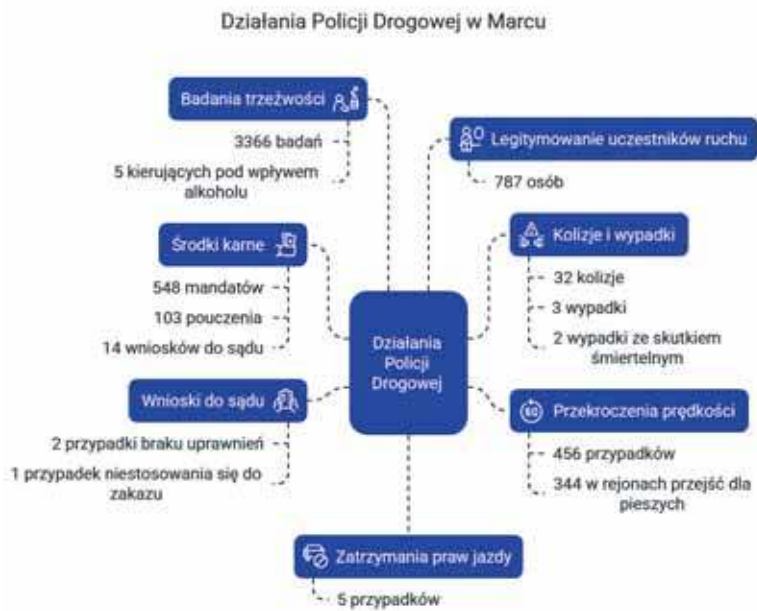 Działania Policji Drogowej w Marcu
Badania trzeźwości
3366 badań
5 kierujących pod wpływem
alkoholu
Legitymowanie uczestników ruchu
787 osób
Środki karne
548 mandatów
103 pouczenia
14 wniosków do sądu
Kolizje i wypadki
32 kolizje
3 wypadki
2 wypadki ze skutkiem
śmiertelnym
Działania
Policji
Drogowej
Wnioski do sądu
2 przypadki braku uprawnień
1 przypadek niestosowania się do
zakazu
Przekroczenia prędkości
456 przypadków
344 w rejonach przejść dla
pieszych
Zatrzymania praw jazdy
5 przypadków